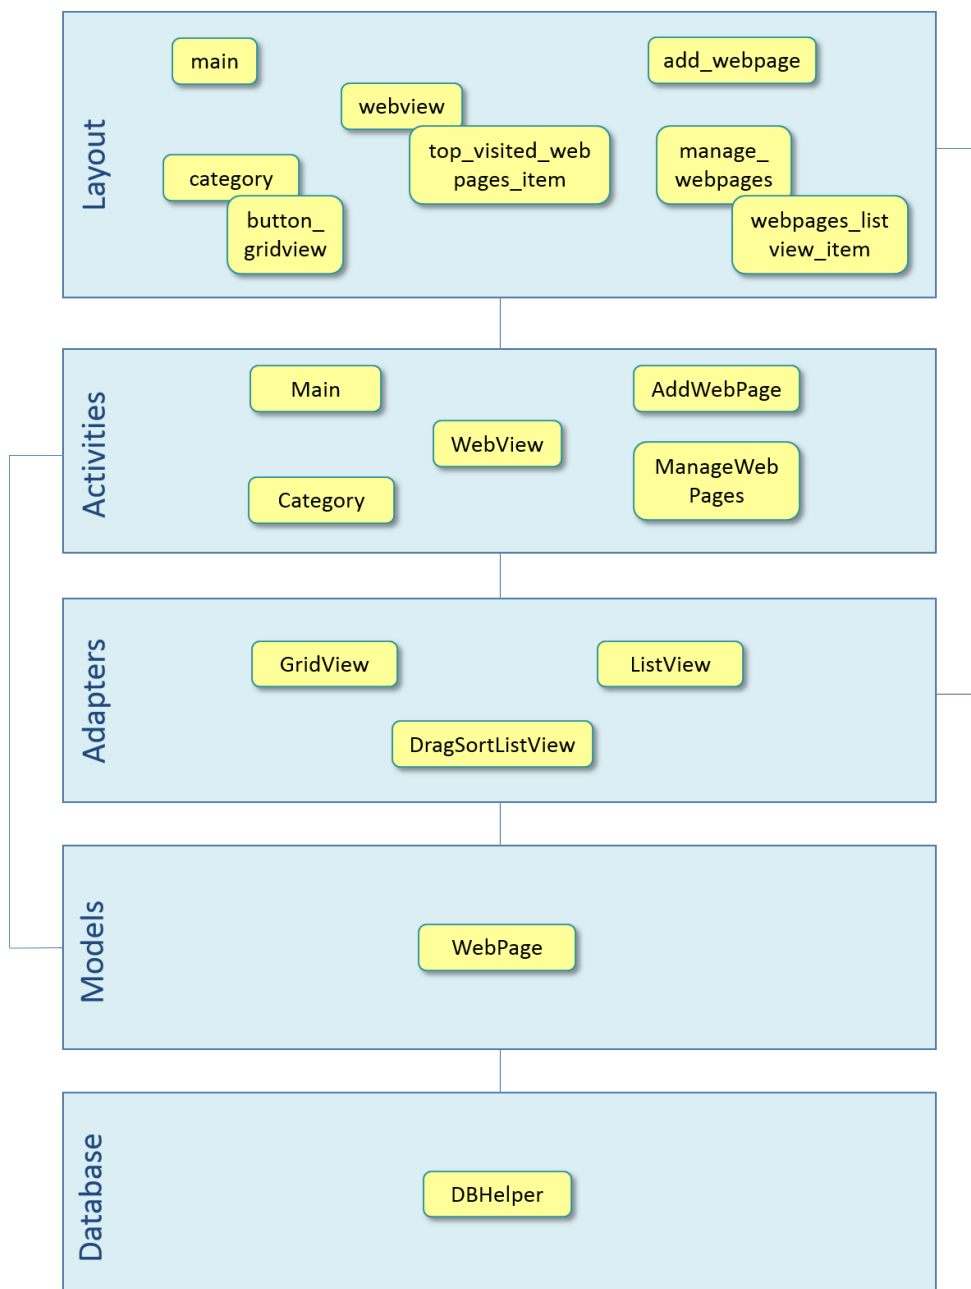 Layout
main
add_webpage
webview
top_visited_web
pages_item
manage_
webpages
category
button_
gridview
webpages_list
view_item
Activities
Main
AddWebPage
WebView
ManageWeb
Pages
Category
Adapters
GridView
ListView
DragSortListView
Models
WebPage
Database
DBHelper